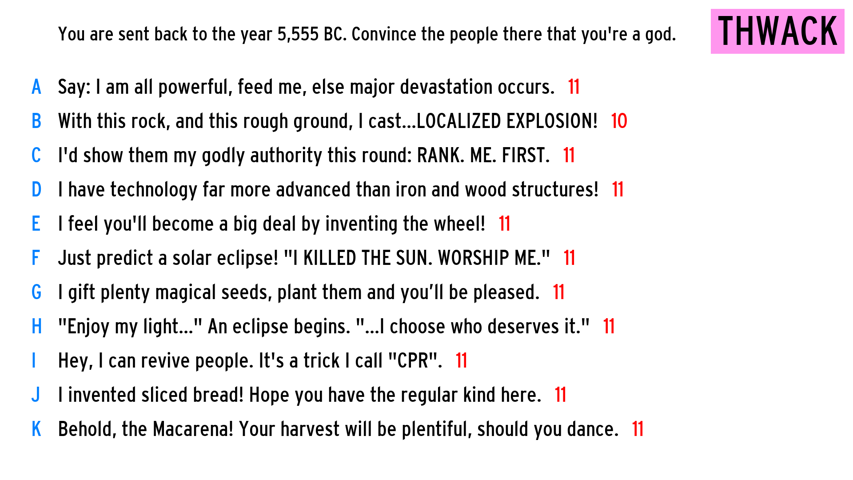 You are sent back to the year 5,555 BC. Convince the people there that you're a god.
THWACK
A Say: I am all powerful, feed me, else major devastation occurs. 11
B With this rock, and this rough ground, I cast...LOCALIZED EXPLOSION! 10
C I'd show them my godly authority this round: RANK. ME. FIRST. 11
D I have technology far more advanced than iron and wood structures! 11
E I feel you'll become a big deal by inventing the wheel! 11
F Just predict a solar eclipse! "I KILLED THE SUN. WORSHIP ME." 11
G I gift plenty magical seeds, plant them and you’ll be pleased. 11
H "Enjoy my light..." An eclipse begins. "...I choose who deserves it." 11
I Hey, I can revive people. It's a trick I call "CPR". 11
J I invented sliced bread! Hope you have the regular kind here. 11
K Behold, the Macarena! Your harvest will be plentiful, should you dance. 11